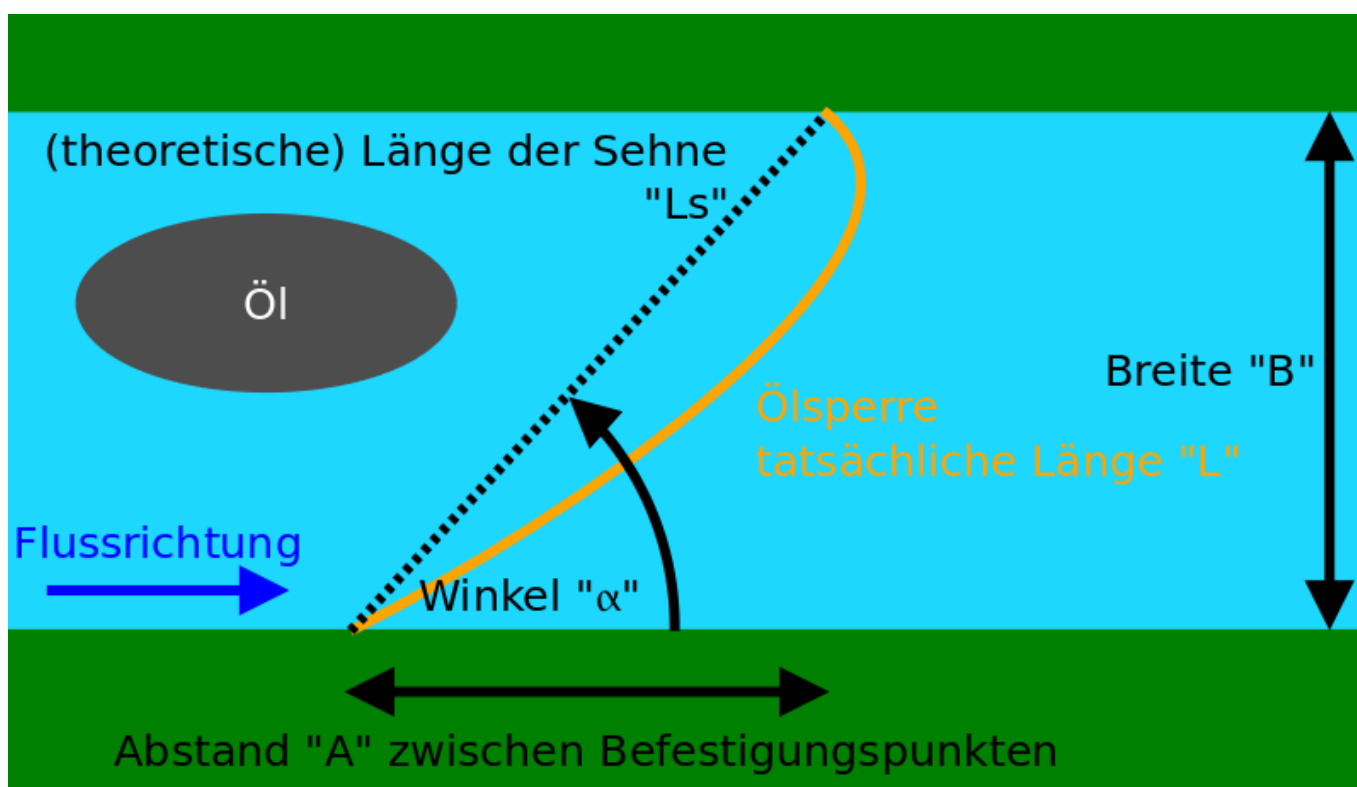 (theoretische) Länge der Sehne
"Ls"
Öl
Breite "B"
Ölsperre
tatsächliche Länge "L"
Flussrichtung
Winkel "α"
Abstand "A" zwischen Befestigungspunkten